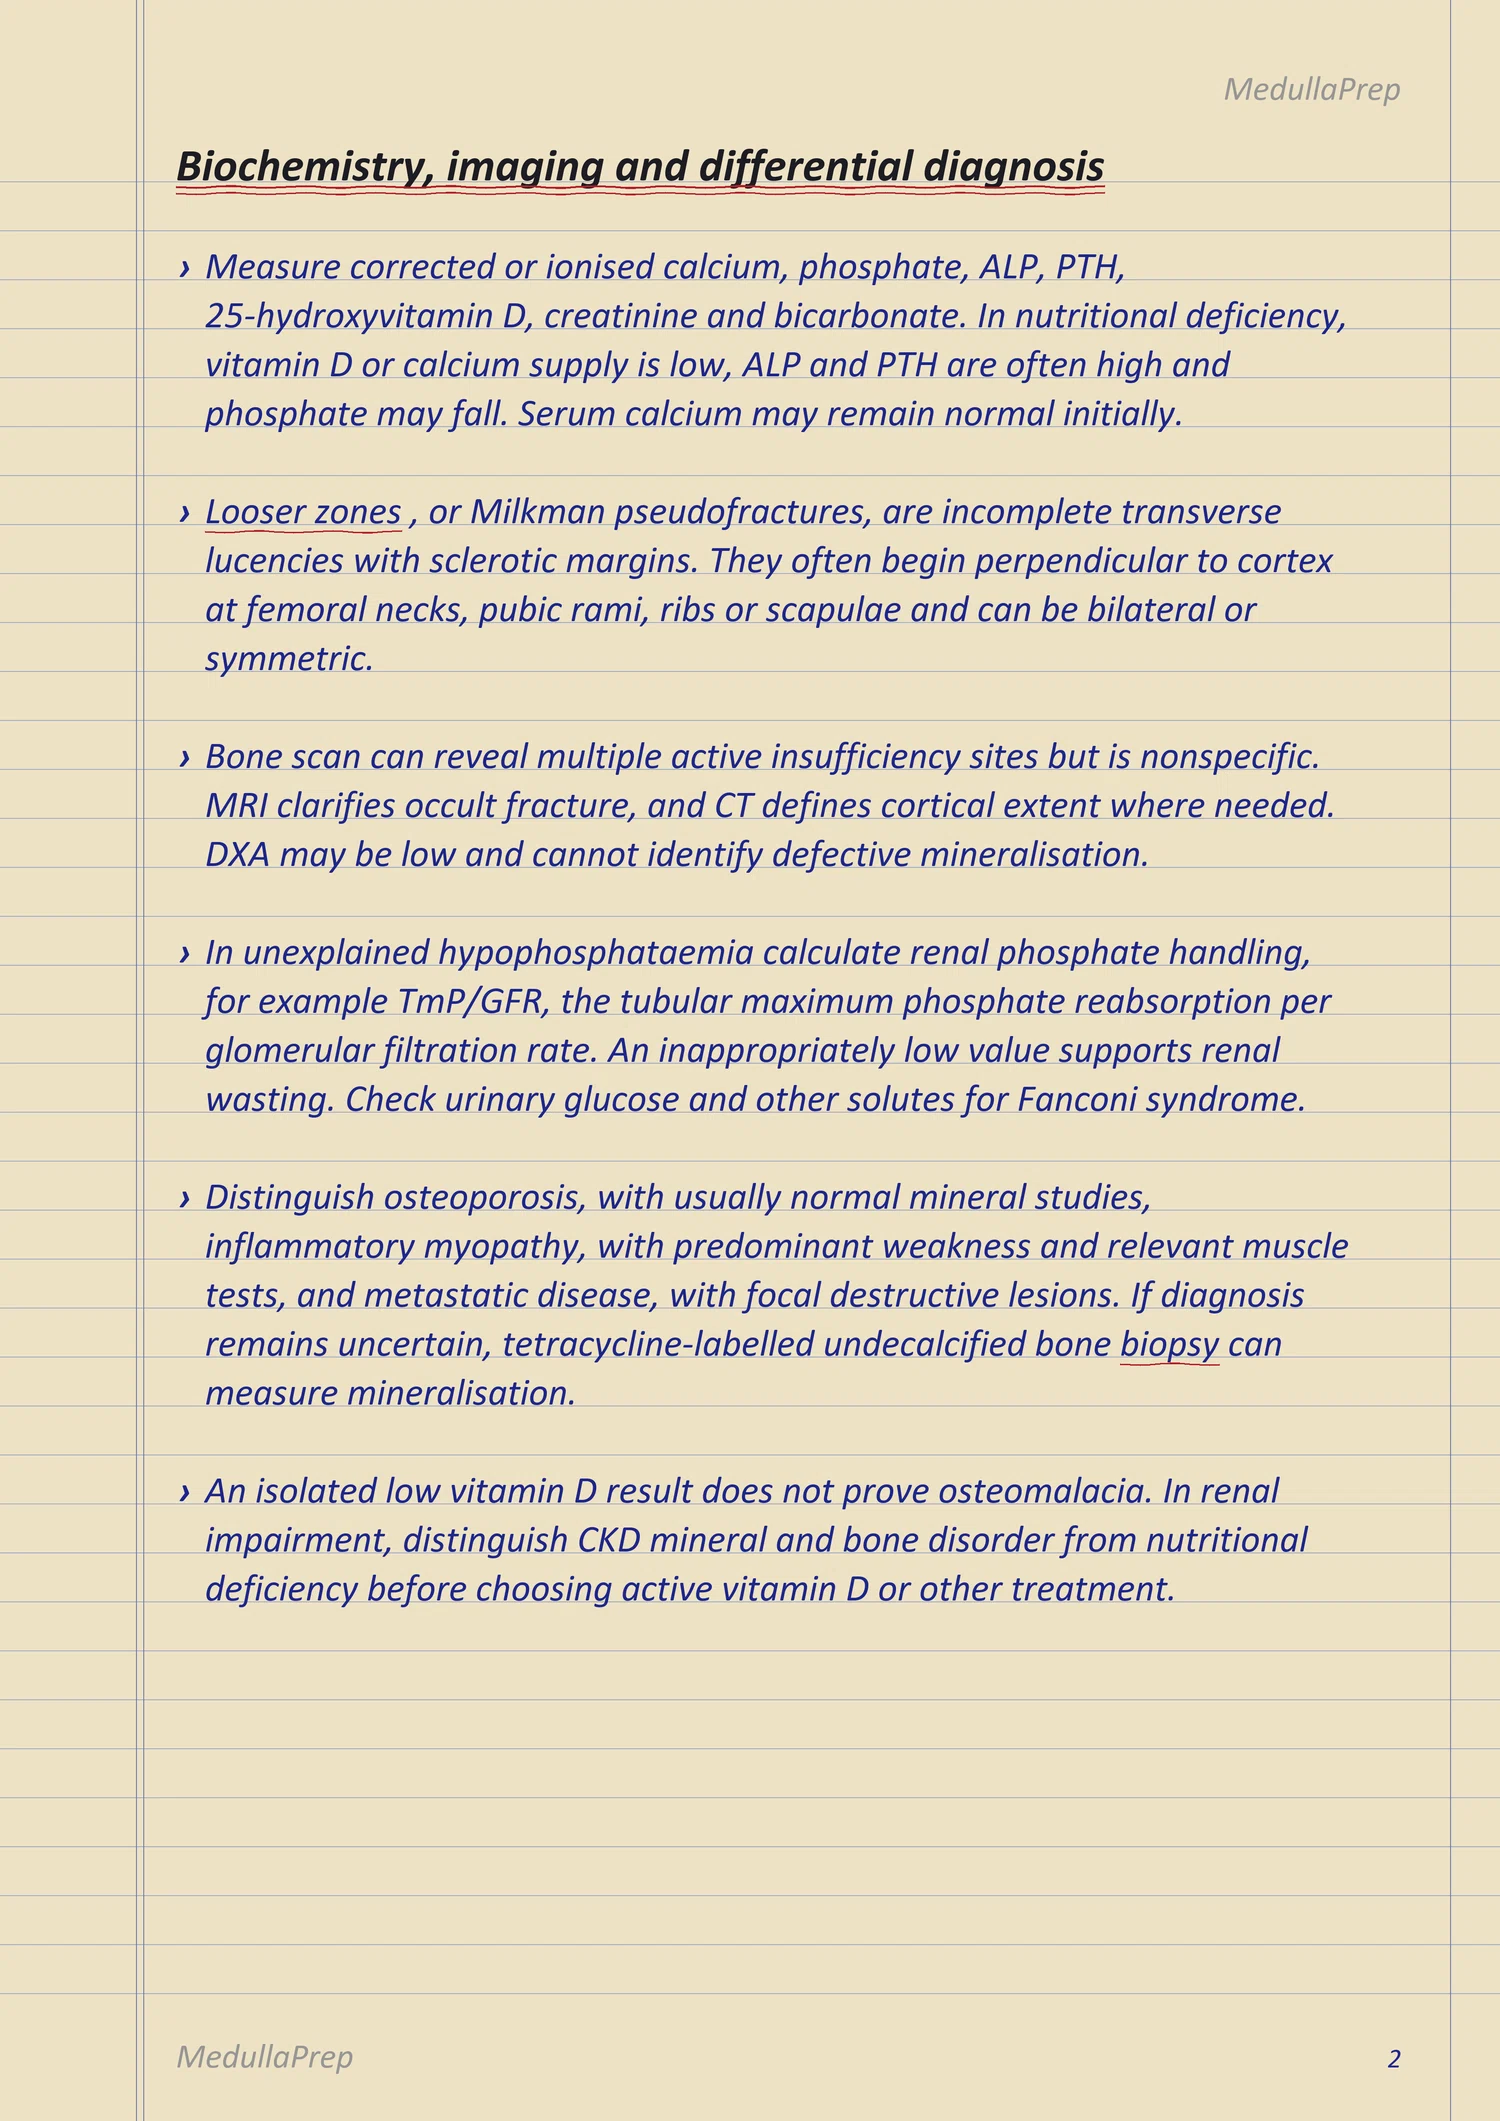 MedullaPrep
Biochemistry, imaging and differential diagnosis
› Measure corrected or ionised calcium, phosphate, ALP, PTH,
25-hydroxyvitamin D, creatinine and bicarbonate. In nutritional deficiency,
vitamin D or calcium supply is low, ALP and PTH are often high and
phosphate may fall. Serum calcium may remain normal initially.
› Looser zones , or Milkman pseudofractures, are incomplete transverse
lucencies with sclerotic margins. They often begin perpendicular to cortex
at femoral necks, pubic rami, ribs or scapulae and can be bilateral or
symmetric.
› Bone scan can reveal multiple active insufficiency sites but is nonspecific.
MRI clarifies occult fracture, and CT defines cortical extent where needed.
DXA may be low and cannot identify defective mineralisation.
› In unexplained hypophosphataemia calculate renal phosphate handling,
for example TmP/GFR, the tubular maximum phosphate reabsorption per
glomerular filtration rate. An inappropriately low value supports renal
wasting. Check urinary glucose and other solutes for Fanconi syndrome.
› Distinguish osteoporosis, with usually normal mineral studies,
inflammatory myopathy, with predominant weakness and relevant muscle
tests, and metastatic disease, with focal destructive lesions. If diagnosis
remains uncertain, tetracycline-labelled undecalcified bone biopsy can
measure mineralisation.
› An isolated low vitamin D result does not prove osteomalacia. In renal
impairment, distinguish CKD mineral and bone disorder from nutritional
deficiency before choosing active vitamin D or other treatment.
MedullaPrep
2